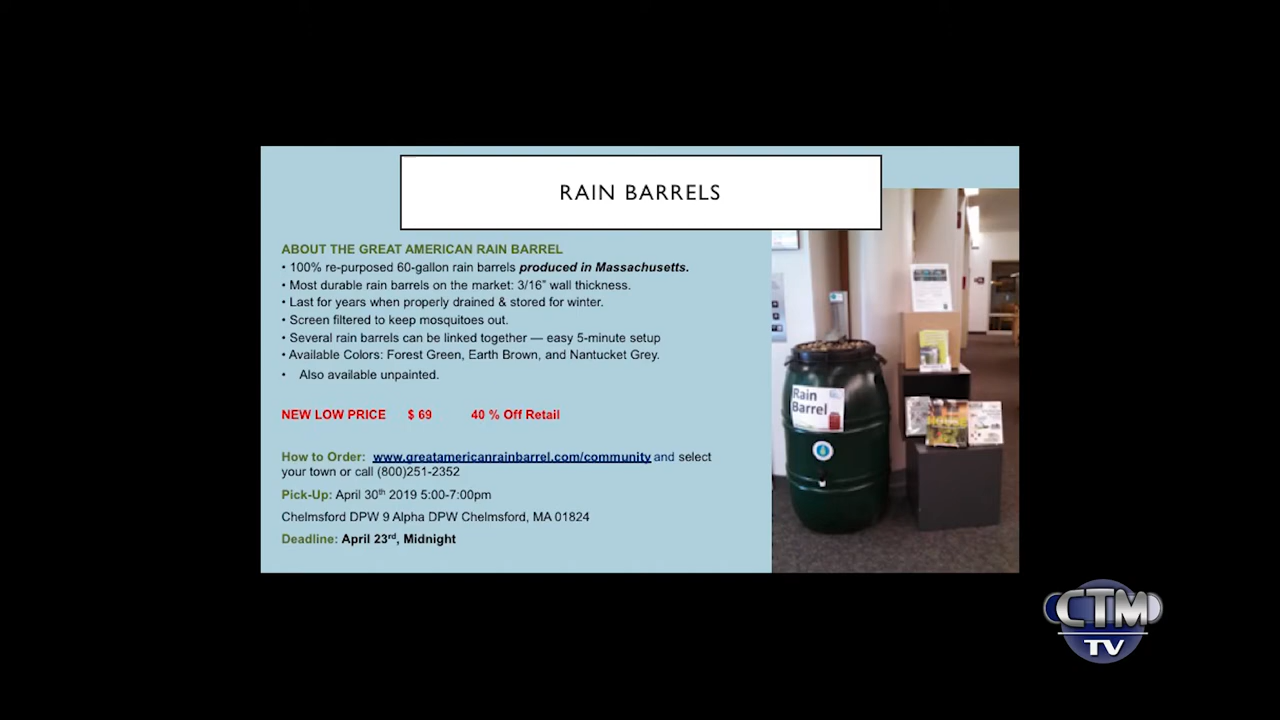 RAIN BARRELS
ABOUT THE GREAT AMERICAN RAIN BARREL
• 100% re-purposed 60-gallon rain barrels produced in Massachusetts.
• Most durable rain barrels on the market: 3/16" wall thickness.
• Last for years when properly drained & stored for winter.
• Screen filtered to keep mosquitoes out.
• Several rain barrels can be linked together — easy 5-minute setup
• Available Colors: Forest Green, Earth Brown, and Nantucket Grey.
• Also available unpainted.
NEW LOW PRICE $ 69 40 % Off Retail
How to Order: www.greatamericanrainbarrel.com/community and select
your town or call (800)251-2352
Pick-Up: April 30th 2019 5:00-7:00pm
Chelmsford DPW 9 Alpha DPW Chelmsford, MA 01824
Deadline: April 23rd, Midnight
Rain
Barrel
CTM
TV